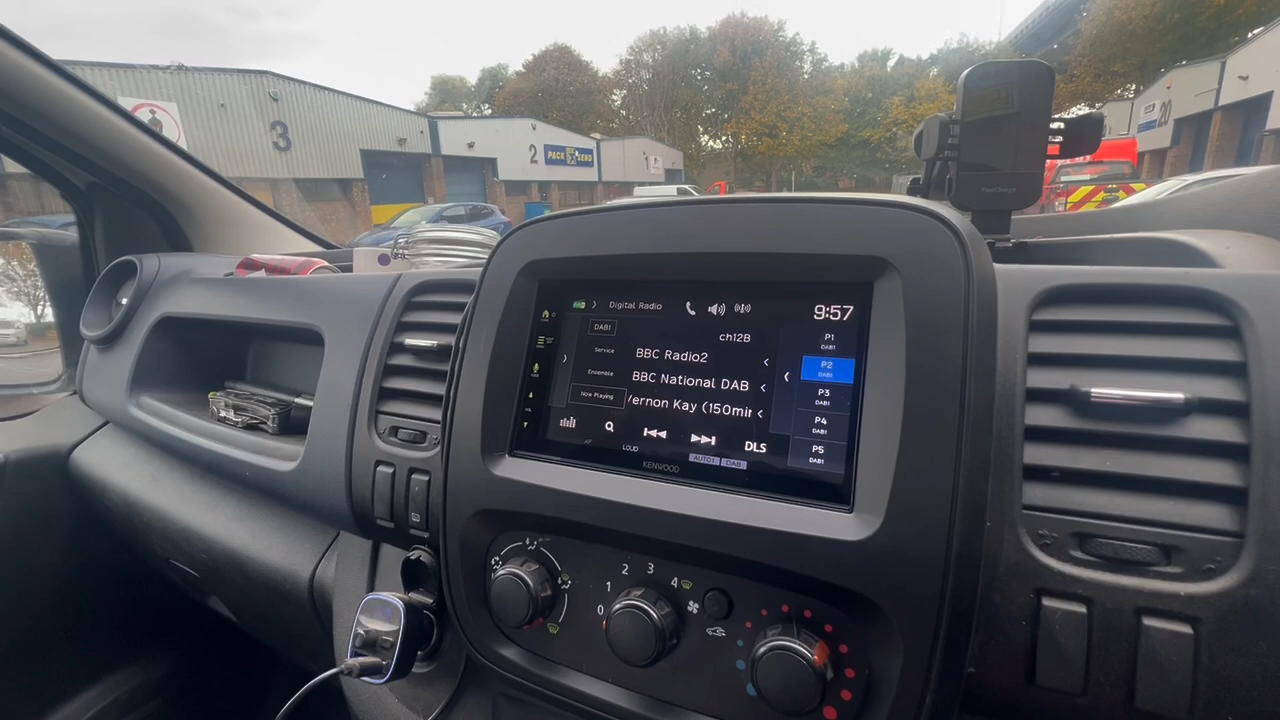 3
2
PACK SEND
20
Digital Radio
9:57
DAB1
ch12B
P1
DAB1
Service
BBC Radio2
P2
DAB1
Ensemble
BBC National DAB
P3
DAB1
Now Playing
Vernon Kay (150min
P4
DAB1
DLS
P5
DAB1
LOUD
AUTO1
DAB
KENWOOD
0
1
2
3
4